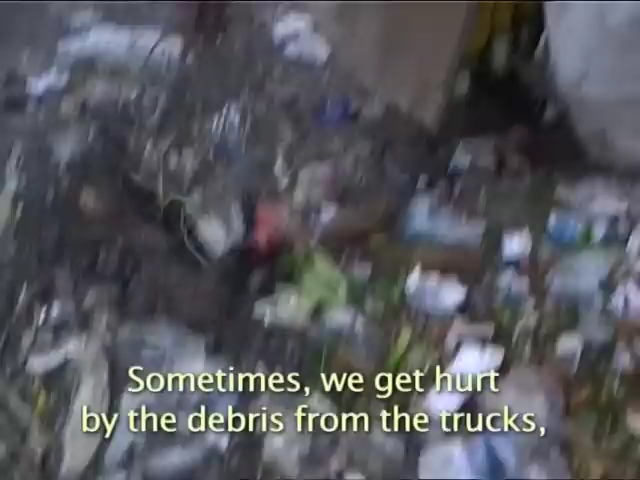 Sometimes, we get hurt
by the debris from the trucks,